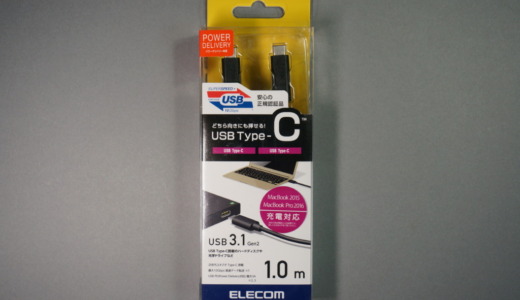 POWER
DELIVERY
SUPERSPEED+
USB
安心の
正規認証品
どちら向きにも挿せる!
USB Type-C™
USB Type-C
USB Type-C
MacBook 2015
MacBook Pro 2016
充電対応
USB 3.1 Gen2
1.0 m
ELECOM